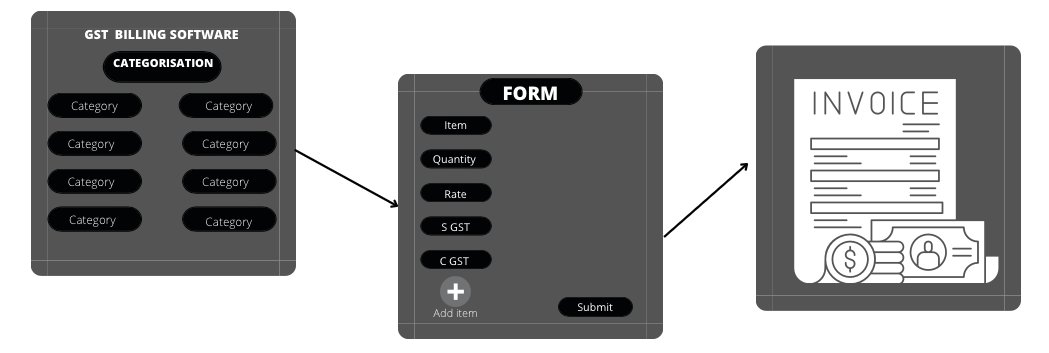 GST BILLING SOFTWARE
CATEGORISATION
Category Category
Category Category
Category Category
Category Category
FORM
Item
Quantity
Rate
S GST
C GST
+
Add item
Submit
INVOICE
$